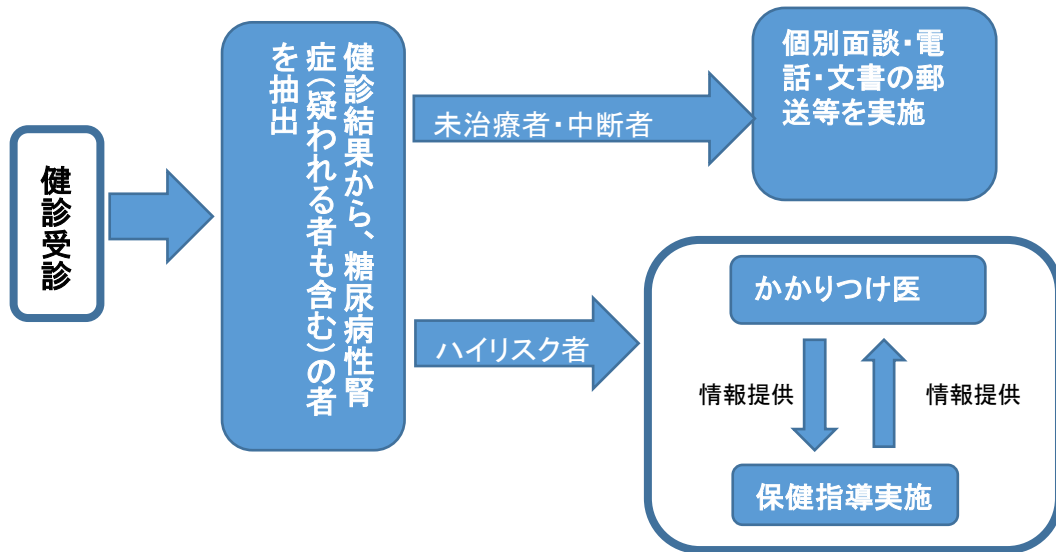 健診受診
健診結果から、糖尿病性腎
症（疑われる者も含む）の者
を抽出
未治療者・中断者
個別面談・電
話・文書の郵
送等を実施
ハイリスク者
かかりつけ医
情報提供
情報提供
保健指導実施